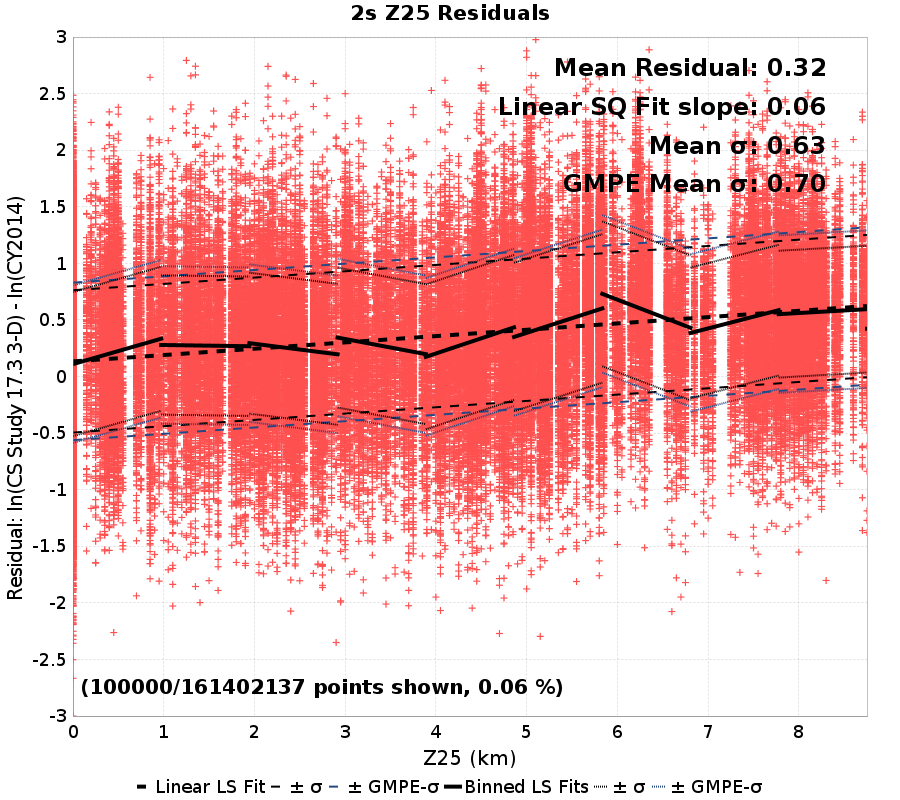 2s Z25 Residuals
Mean Residual: 0.32
Linear SQ Fit slope: 0.06
Mean σ: 0.63
GMPE Mean σ: 0.70
Residual: ln(CS Study 17.3 3-D) - ln(CY2014)
3
2.5
2
1.5
1
0.5
0
-0.5
-1
-1.5
-2
-2.5
-3
(100000/161402137 points shown, 0.06 %)
0 1 2 3 4 5 6 7 8
Z25 (km)
Linear LS Fit ± σ ± GMPE-σ Binned LS Fits ± σ ± GMPE-σ